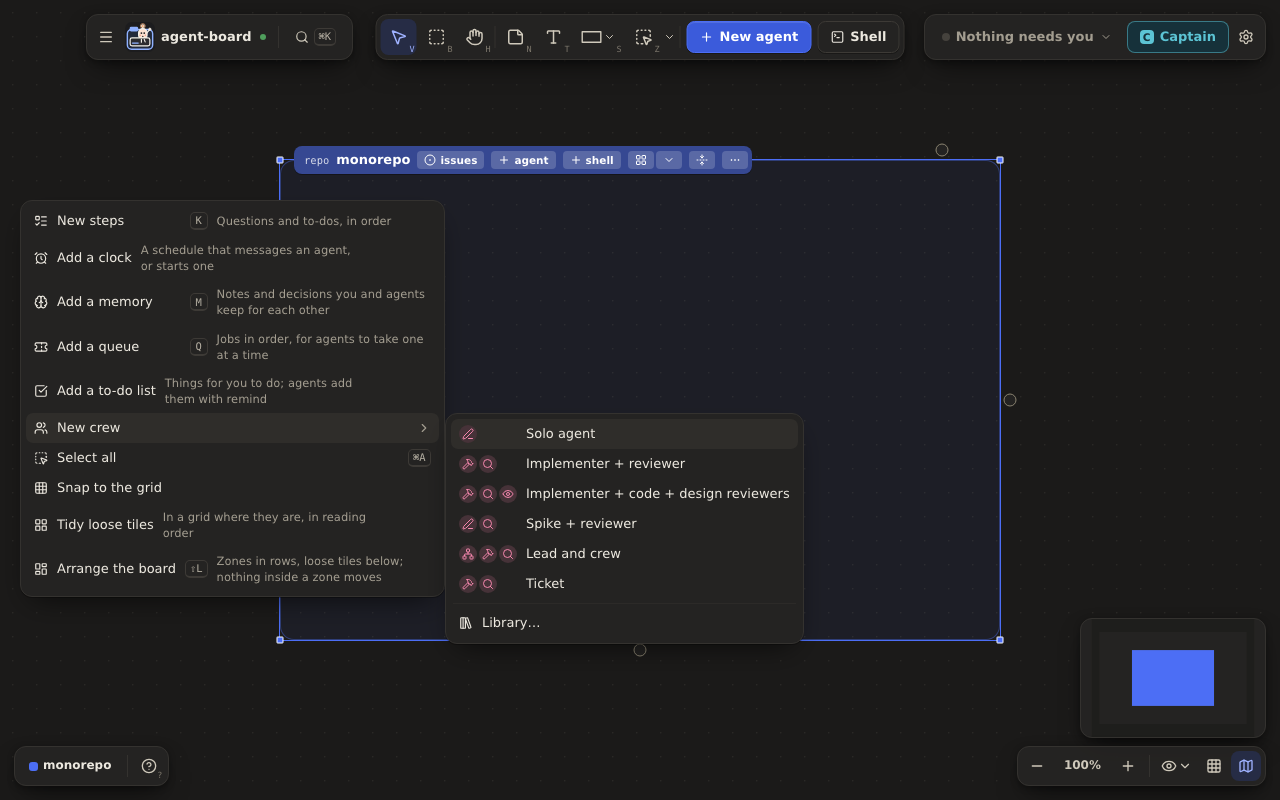 agent-board
⌘K
V
B
H
N
T
S
Z
New agent
Shell
Nothing needs you
C Captain
repo monorepo
issues
agent
shell
New steps K Questions and to-dos, in order
Add a clock A schedule that messages an agent,
or starts one
Add a memory M Notes and decisions you and agents
keep for each other
Add a queue Q Jobs in order, for agents to take one
at a time
Add a to-do list Things for you to do; agents add
them with remind
New crew
Select all ⌘A
Snap to the grid
Tidy loose tiles In a grid where they are, in reading
order
Arrange the board ⇧L Zones in rows, loose tiles below;
nothing inside a zone moves
Solo agent
Implementer + reviewer
Implementer + code + design reviewers
Spike + reviewer
Lead and crew
Ticket
Library…
monorepo
?
100%